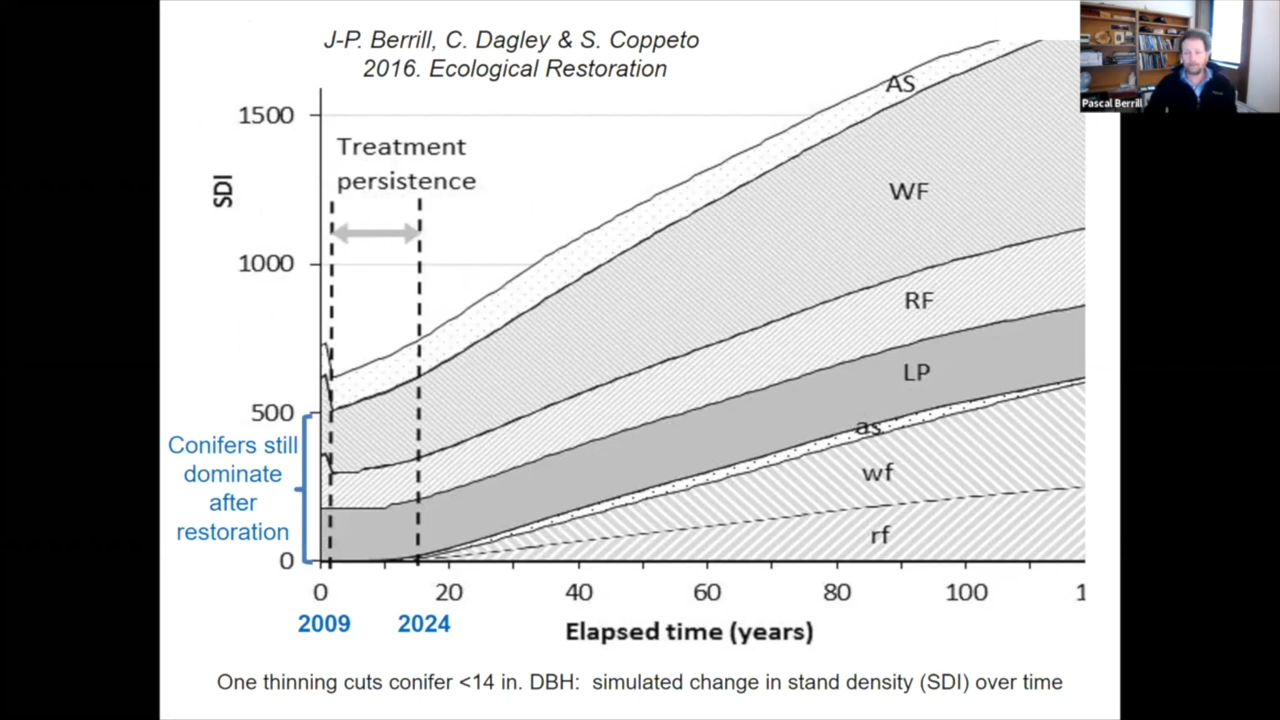 J-P. Berrill, C. Dagley & S. Coppeto
2016. Ecological Restoration
Pascal Berrill
SDI
1500
1000
500
0
Treatment
persistence
AS
WF
RF
LP
as
wf
rf
Conifers still
dominate
after
restoration
0 20 40 60 80 100 1
2009 2024
Elapsed time (years)
One thinning cuts conifer <14 in. DBH: simulated change in stand density (SDI) over time